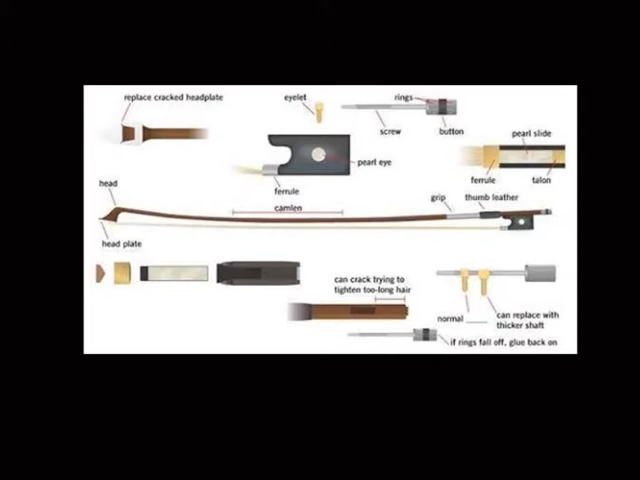 replace cracked headplate
eyelet
rings
screw
button
pearl slide
pearl eye
ferrule
ferrule
talon
head
camlen
grip
thumb leather
head plate
can crack trying to
tighten too-long hair
normal
can replace with
thicker shaft
if rings fall off, glue back on